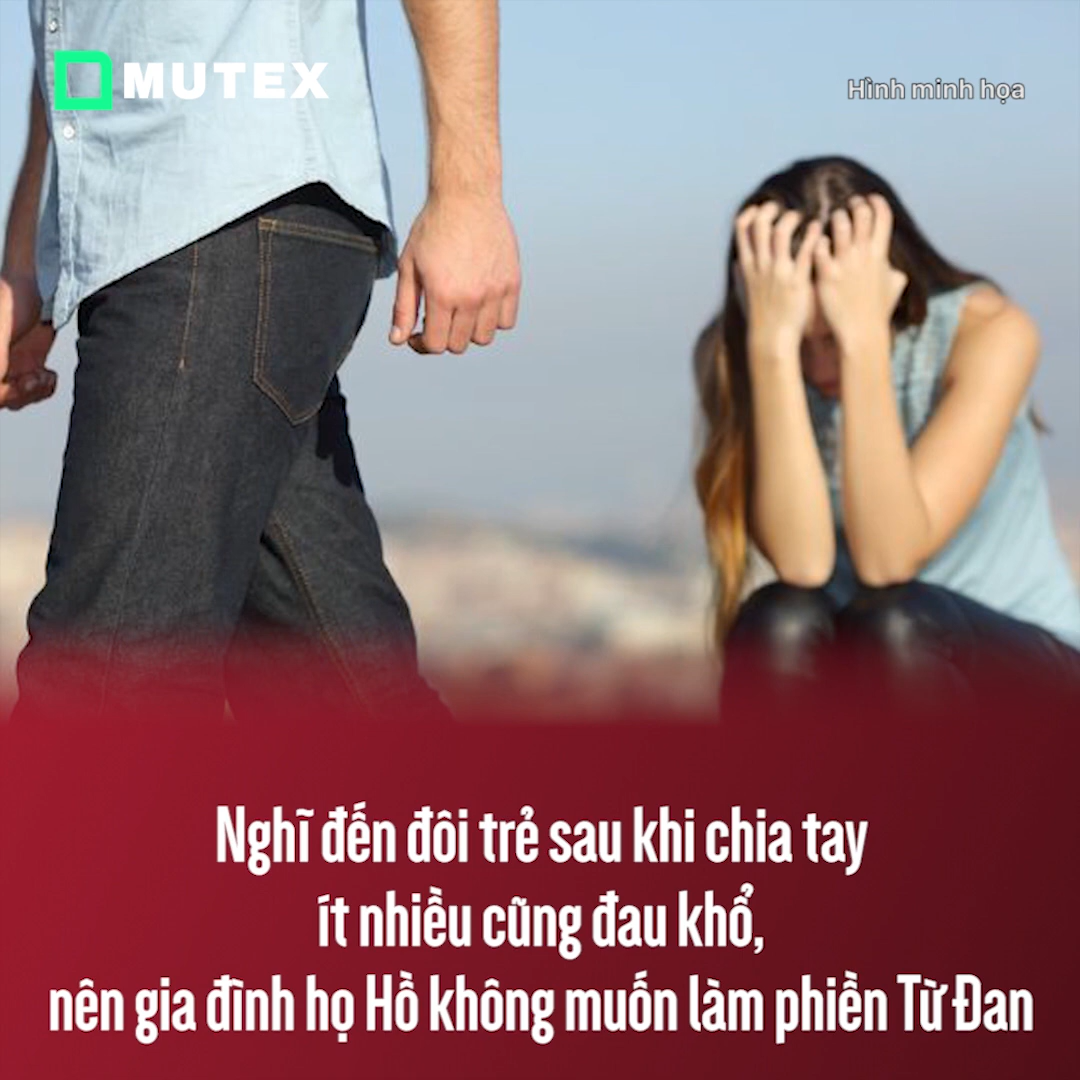 MUTEX
Hình minh họa
Nghĩ đến đôi trẻ sau khi chia tay
ít nhiều cũng đau khổ,
nên gia đình họ Hồ không muốn làm phiền Từ Đan